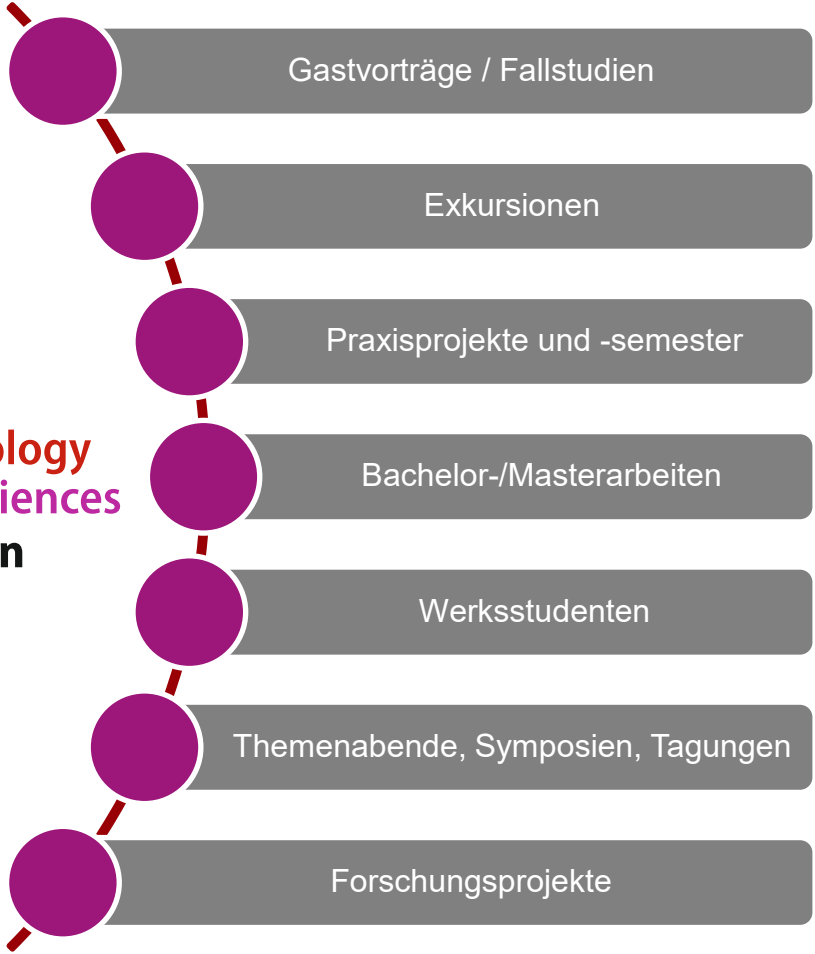 Gastvorträge / Fallstudien
Exkursionen
Praxisprojekte und -semester
ology
iences
n
Bachelor-/Masterarbeiten
Werksstudenten
Themenabende, Symposien, Tagungen
Forschungsprojekte